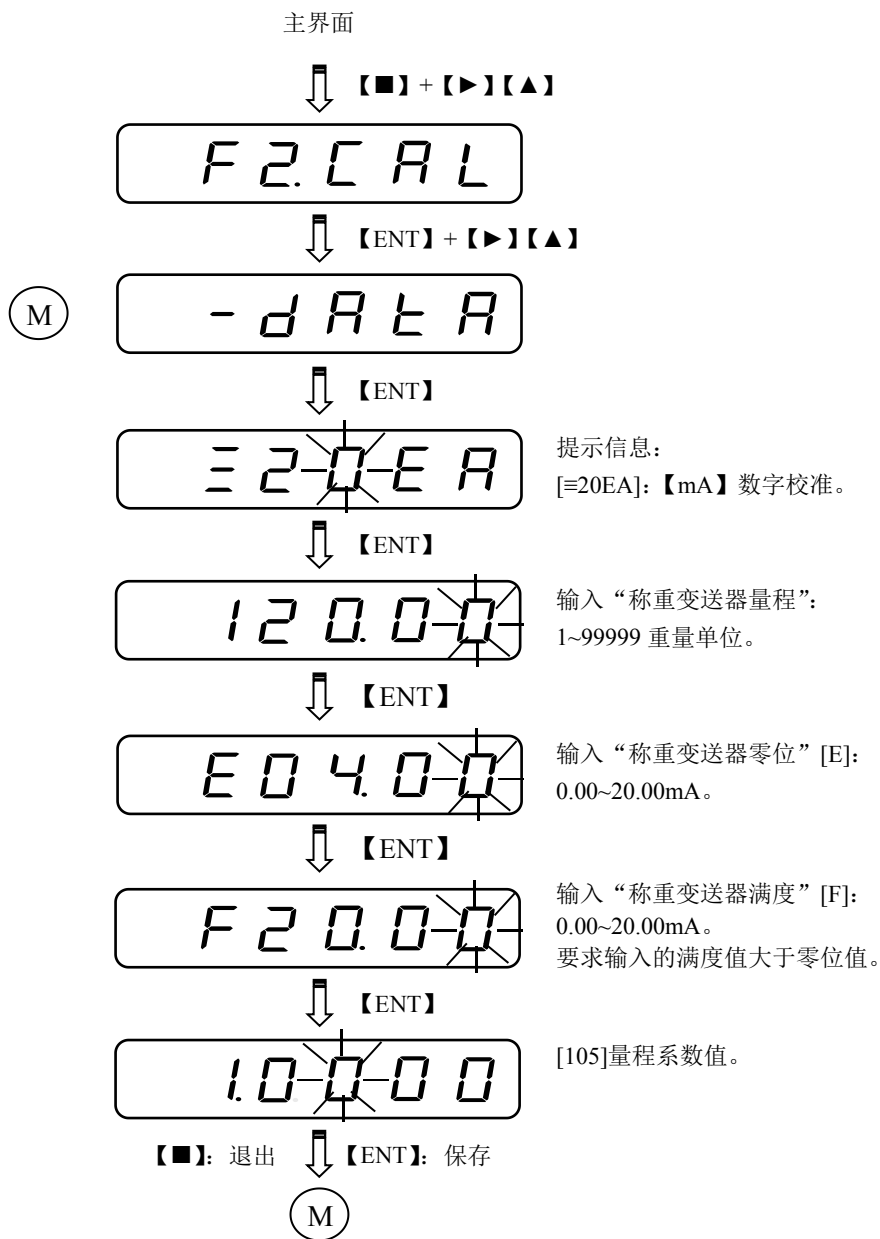 主界面
【■】+【►】【▲】
F2.CAL
【ENT】+【►】【▲】
M
-dAtA
【ENT】
≡20EA
提示信息：
[≡20EA]：【mA】数字校准。
【ENT】
120.00
输入“称重变送器量程”：
1~99999 重量单位。
【ENT】
E04.00
输入“称重变送器零位”[E]：
0.00~20.00mA。
【ENT】
F20.00
输入“称重变送器满度”[F]：
0.00~20.00mA。
要求输入的满度值大于零位值。
【ENT】
1.0000
[105]量程系数值。
【■】：退出 【ENT】：保存
M